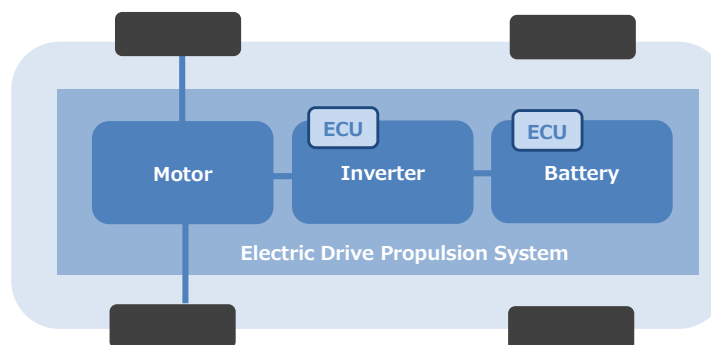 ECU
ECU
Motor
Inverter
Battery
Electric Drive Propulsion System